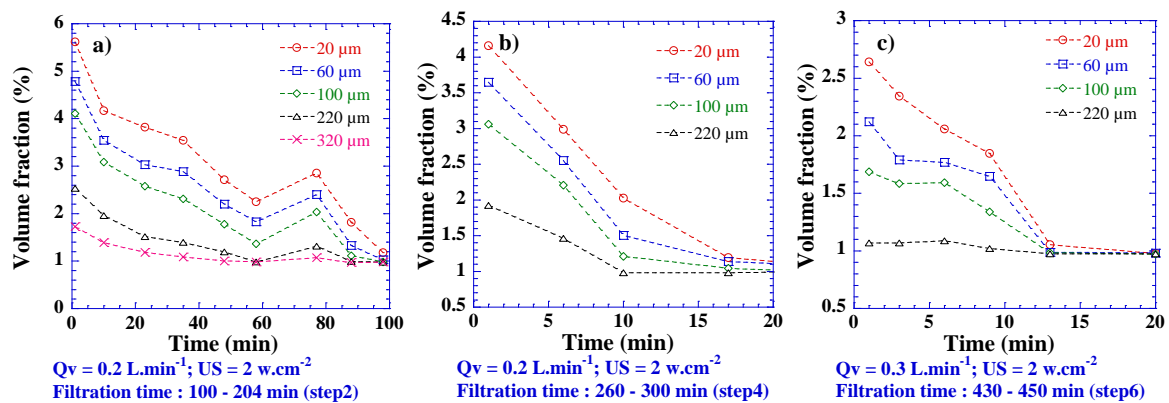 a)
20 µm
60 µm
100 µm
220 µm
320 µm
Volume fraction (%)
6
5
4
3
2
1
0
0 20 40 60 80 100
Time (min)
Qv = 0.2 L.min-1; US = 2 w.cm-2
Filtration time : 100 - 204 min (step2)
b)
20 µm
60 µm
100 µm
220 µm
Volume fraction (%)
4.5
4
3.5
3
2.5
2
1.5
1
0.5
0 5 10 15 20
Time (min)
Qv = 0.2 L.min-1; US = 2 w.cm-2
Filtration time : 260 - 300 min (step4)
c)
20 µm
60 µm
100 µm
220 µm
Volume fraction (%)
3
2.5
2
1.5
1
0.5
0 5 10 15 20
Time (min)
Qv = 0.3 L.min-1; US = 2 w.cm-2
Filtration time : 430 - 450 min (step6)